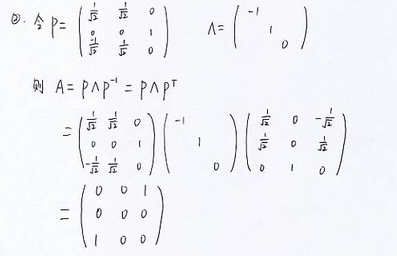 ②. 令 P = ( 1/√2 1/√2 0 ; 0 0 1 ; -1/√2 1/√2 0 ) Λ = ( -1 ; 1 ; 0 )
则 A = PΛP⁻¹ = PΛPᵀ
= ( 1/√2 1/√2 0 ; 0 0 1 ; -1/√2 1/√2 0 ) ( -1 ; 1 ; 0 ) ( 1/√2 0 -1/√2 ; 1/√2 0 1/√2 ; 0 1 0 )
= ( 0 0 1 ; 0 0 0 ; 1 0 0 )